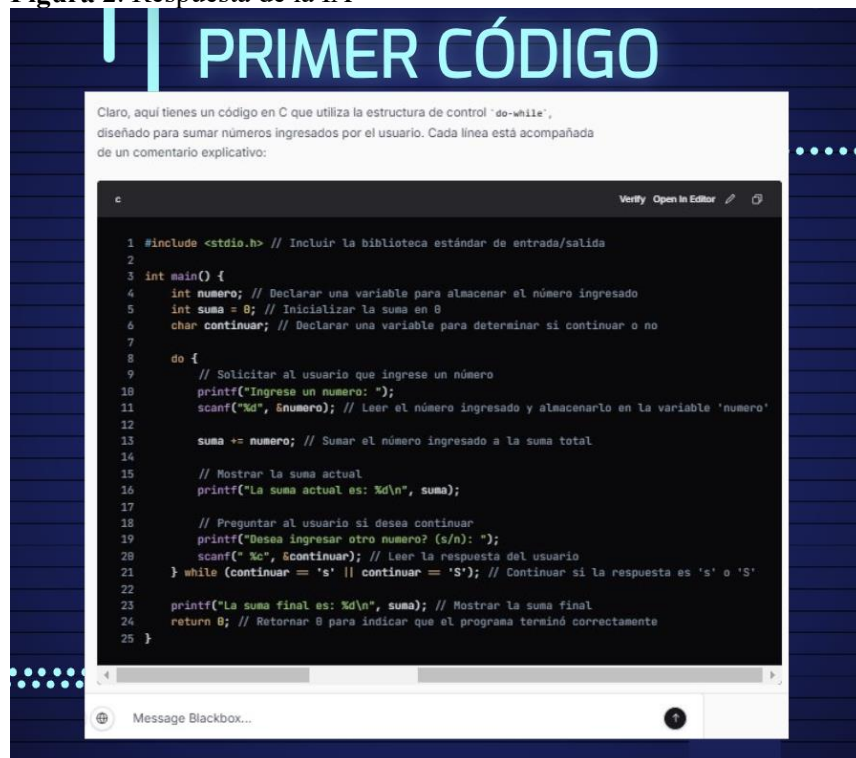 Figura 2. Respuesta de la IA
PRIMER CÓDIGO
Claro, aquí tienes un código en C que utiliza la estructura de control `do-while`,
diseñado para sumar números ingresados por el usuario. Cada línea está acompañada
de un comentario explicativo:
c Verify Open In Editor
1 #include <stdio.h> // Incluir la biblioteca estándar de entrada/salida
2
3 int main() {
4 int numero; // Declarar una variable para almacenar el número ingresado
5 int suma = 0; // Inicializar la suma en 0
6 char continuar; // Declarar una variable para determinar si continuar o no
7
8 do {
9 // Solicitar al usuario que ingrese un número
10 printf("Ingrese un numero: ");
11 scanf("%d", &numero); // Leer el número ingresado y almacenarlo en la variable 'numero'
12
13 suma += numero; // Sumar el número ingresado a la suma total
14
15 // Mostrar la suma actual
16 printf("La suma actual es: %d\n", suma);
17
18 // Preguntar al usuario si desea continuar
19 printf("Desea ingresar otro numero? (s/n): ");
20 scanf(" %c", &continuar); // Leer la respuesta del usuario
21 } while (continuar == 's' || continuar == 'S'); // Continuar si la respuesta es 's' o 'S'
22
23 printf("La suma final es: %d\n", suma); // Mostrar la suma final
24 return 0; // Retornar 0 para indicar que el programa terminó correctamente
25 }
Message Blackbox...